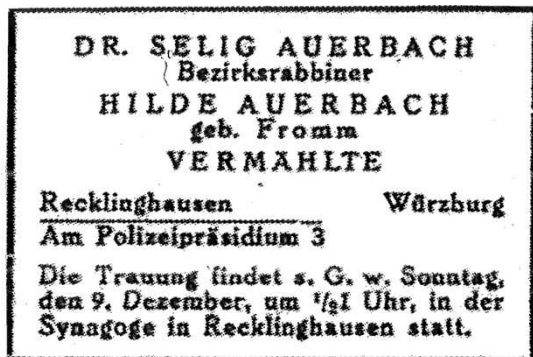 DR. SELIG AUERBACH
Bezirksrabbiner
HILDE AUERBACH
geb. Fromm
VERMÄHLTE
Recklinghausen Würzburg
Am Polizeipräsidium 3
Die Trauung findet s. G. w. Sonntag,
den 9. Dezember, um ½1 Uhr, in der
Synagoge in Recklinghausen statt.